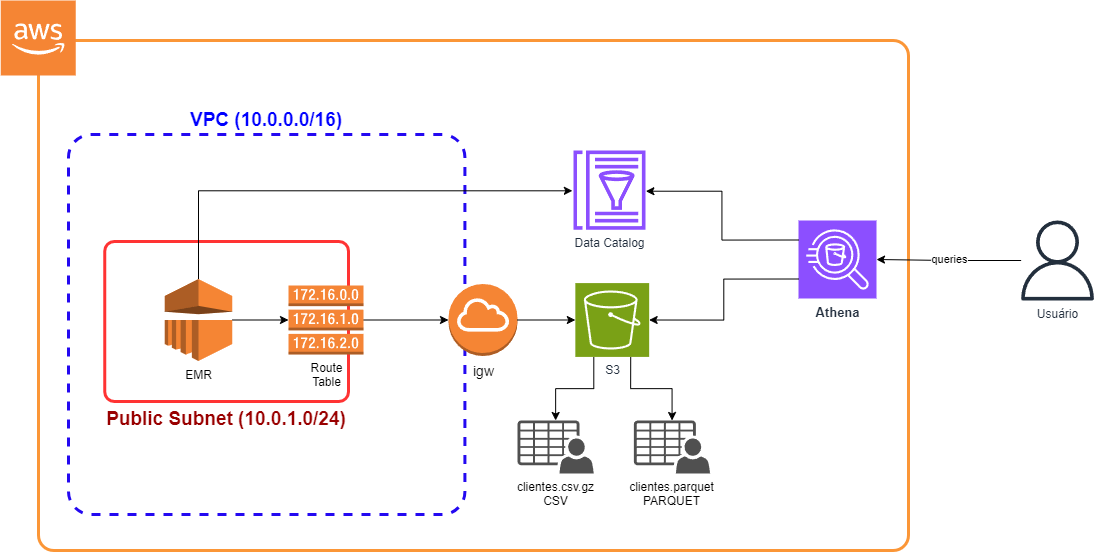 aws
VPC (10.0.0.0/16)
Data Catalog
queries
172.16.0.0
172.16.1.0
172.16.2.0
Athena
Usuário
EMR
Route
Table
igw
S3
Public Subnet (10.0.1.0/24)
clientes.csv.gz
CSV
clientes.parquet
PARQUET